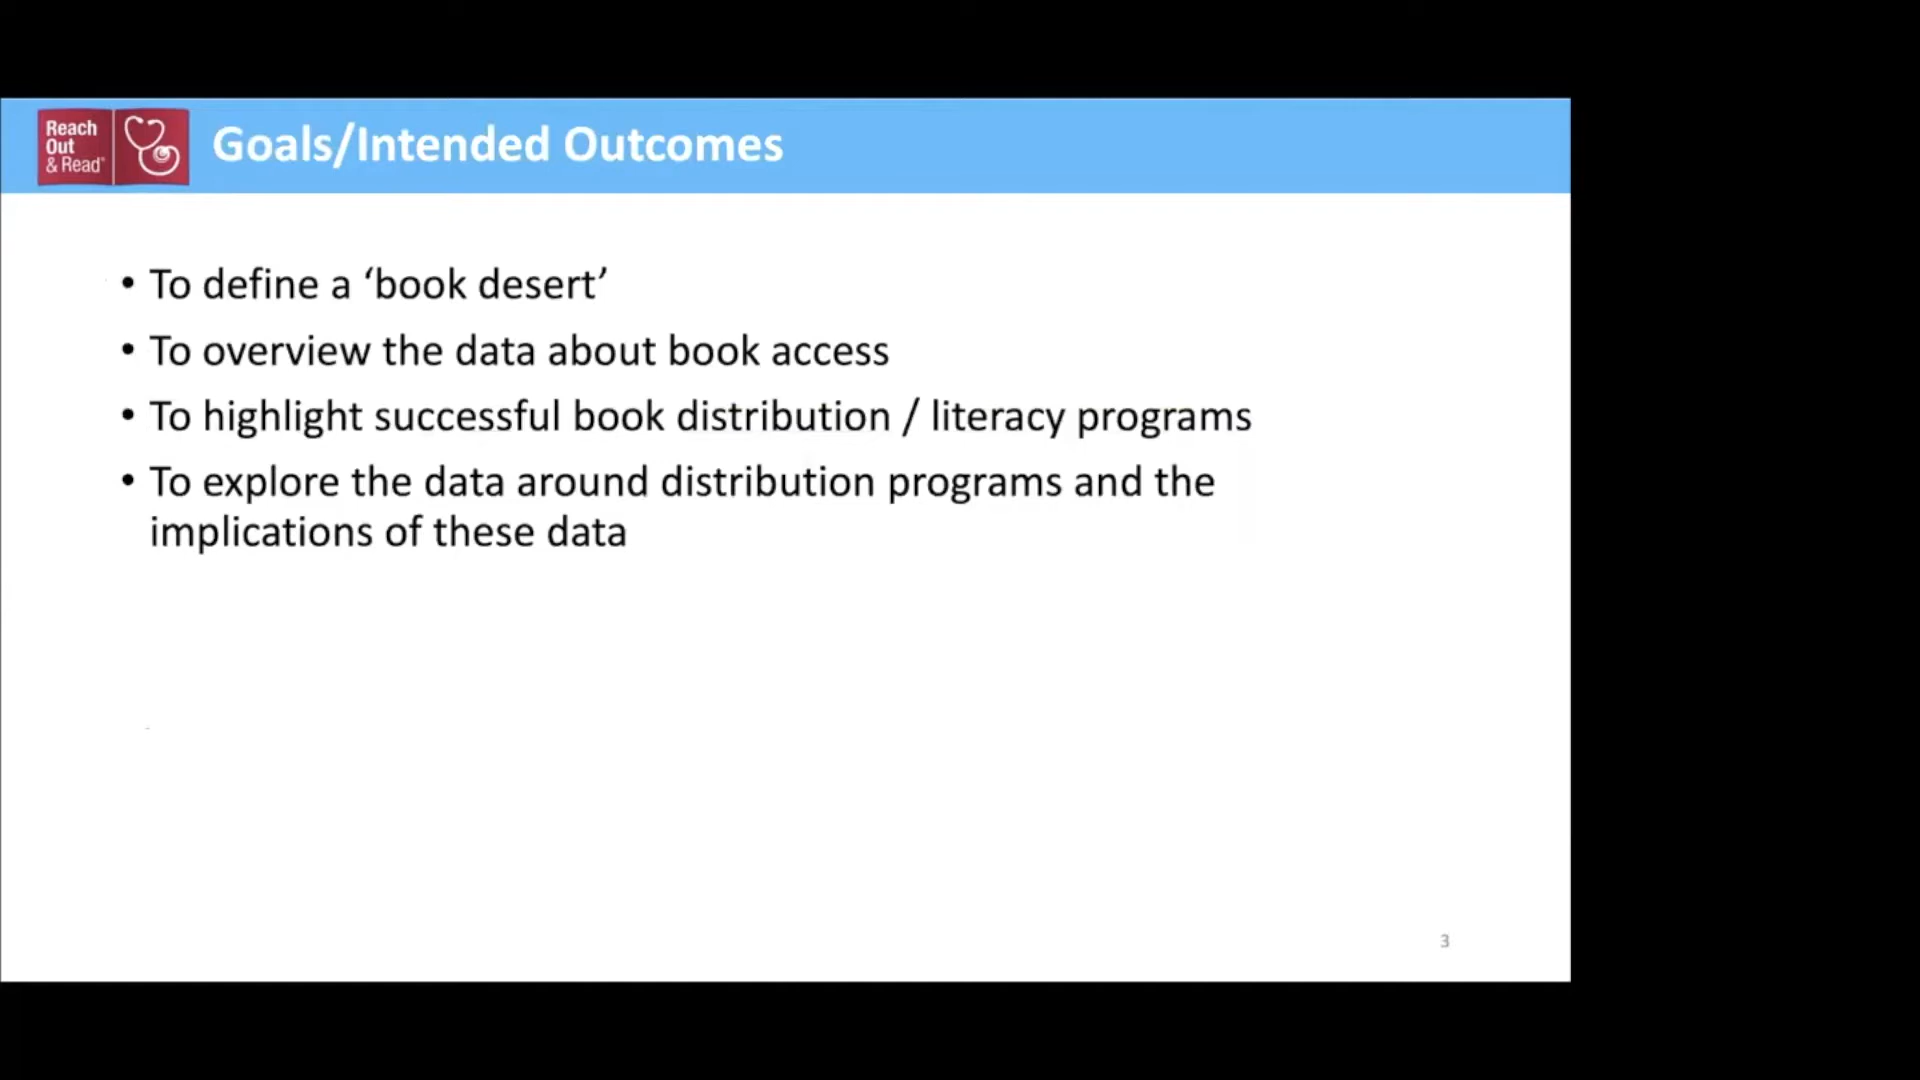 Reach
Out
& Read®
Goals/Intended Outcomes
• To define a ‘book desert’
• To overview the data about book access
• To highlight successful book distribution / literacy programs
• To explore the data around distribution programs and the
implications of these data
3